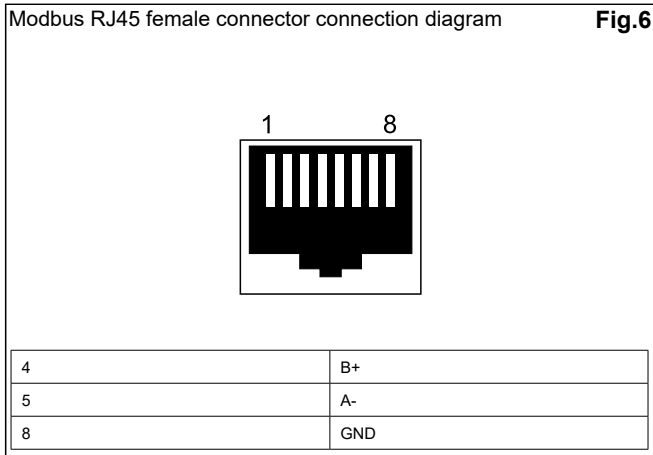 Modbus RJ45 female connector connection diagram Fig.6
1 8
4 B+
5 A-
8 GND